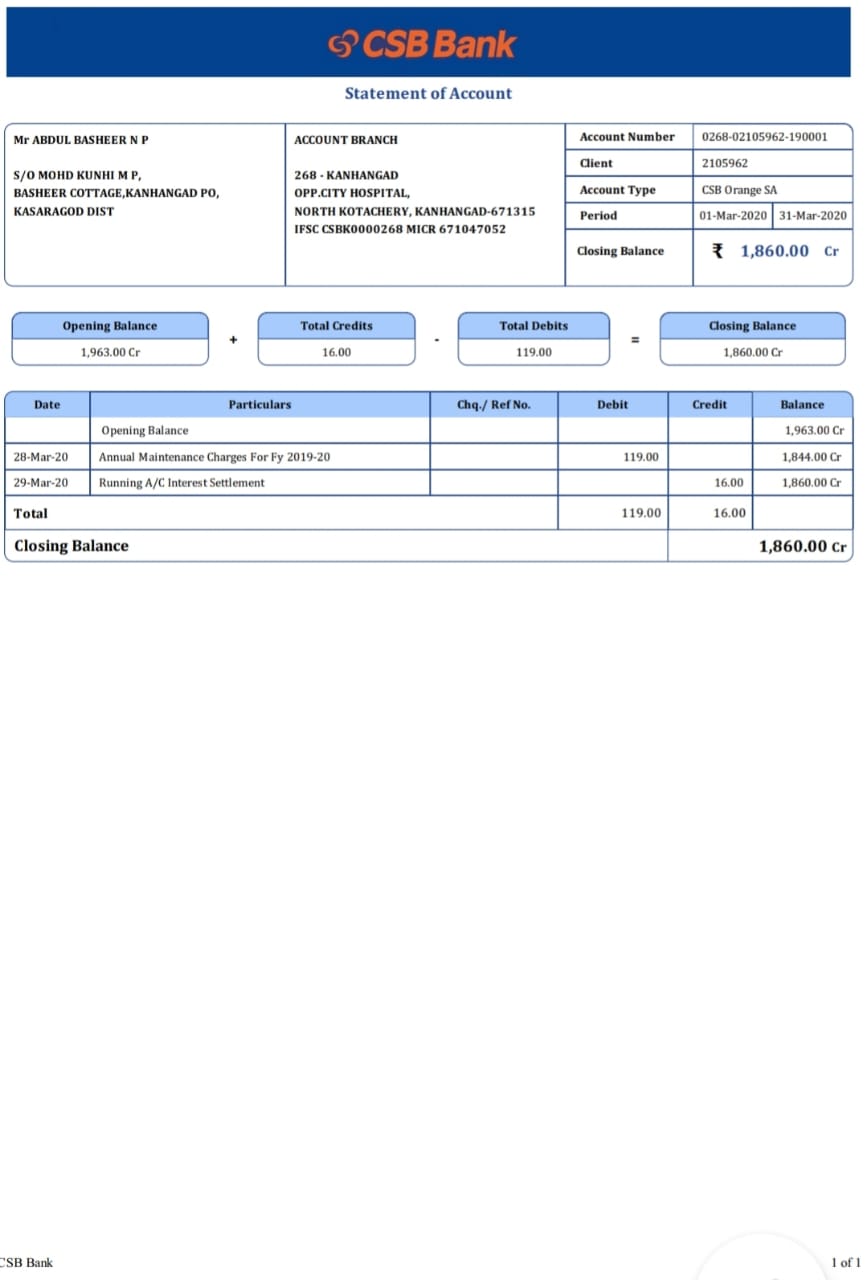 CSB Bank
Statement of Account
Mr ABDUL BASHEER N P
S/O MOHD KUNHI M P,
BASHEER COTTAGE,KANHANGAD PO,
KASARAGOD DIST
ACCOUNT BRANCH
268 - KANHANGAD
OPP.CITY HOSPITAL,
NORTH KOTACHERY, KANHANGAD-671315
IFSC CSBK0000268 MICR 671047052
Account Number 0268-02105962-190001
Client 2105962
Account Type CSB Orange SA
Period 01-Mar-2020 31-Mar-2020
Closing Balance ₹ 1,860.00 Cr
Opening Balance + Total Credits - Total Debits = Closing Balance
1,963.00 Cr 16.00 119.00 1,860.00 Cr
Date Particulars Chq./ Ref No. Debit Credit Balance
Opening Balance 1,963.00 Cr
28-Mar-20 Annual Maintenance Charges For Fy 2019-20 119.00 1,844.00 Cr
29-Mar-20 Running A/C Interest Settlement 16.00 1,860.00 Cr
Total 119.00 16.00
Closing Balance 1,860.00 Cr
CSB Bank 1 of 1